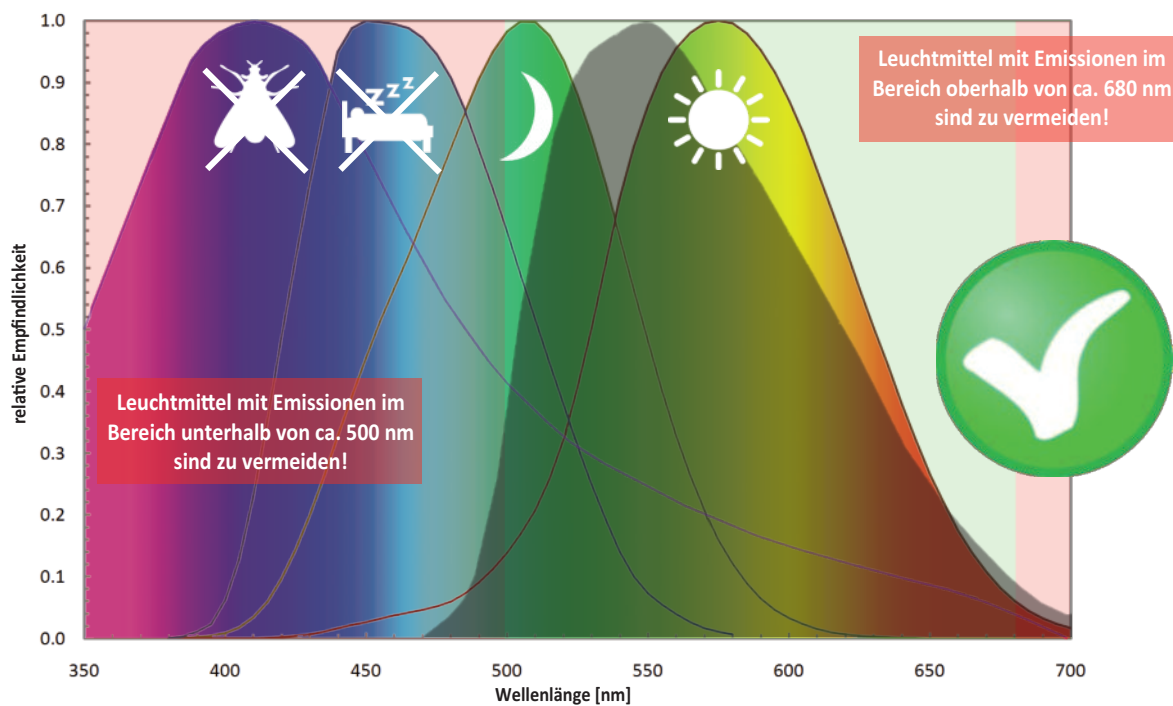 1.0
0.9
0.8
0.7
0.6
0.5
0.4
0.3
0.2
0.1
0.0
relative Empfindlichkeit
z z z z
Leuchtmittel mit Emissionen im
Bereich oberhalb von ca. 680 nm
sind zu vermeiden!
Leuchtmittel mit Emissionen im
Bereich unterhalb von ca. 500 nm
sind zu vermeiden!
350 400 450 500 550 600 650 700
Wellenlänge [nm]